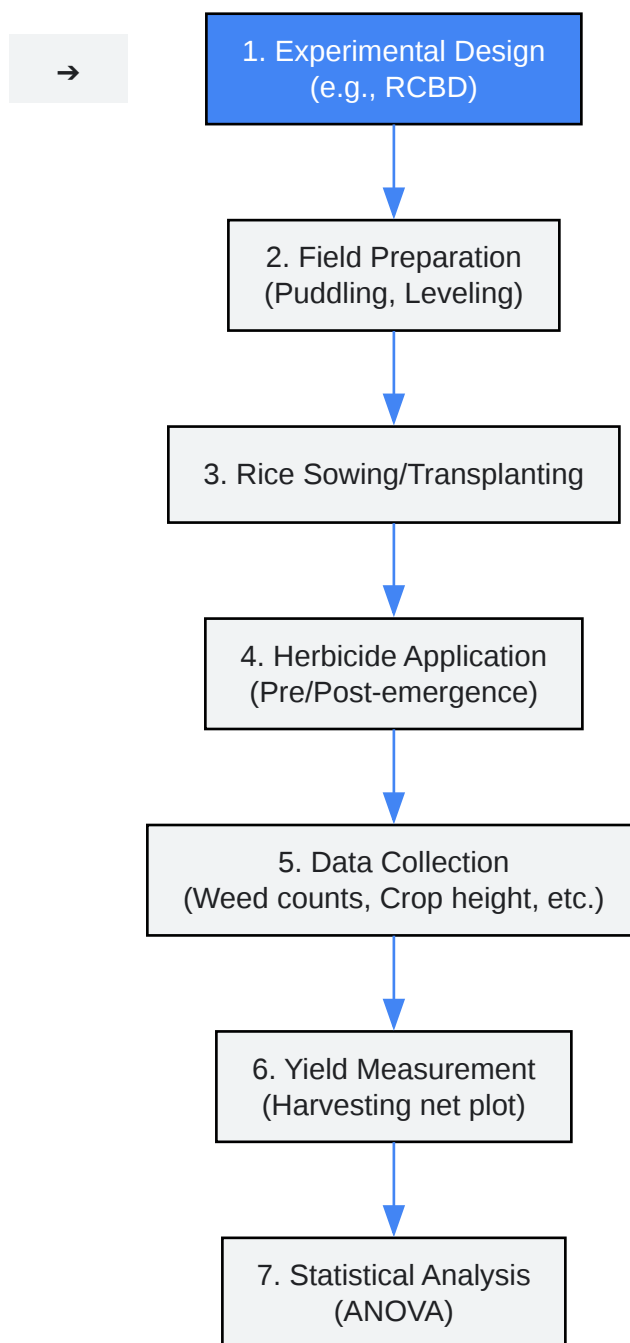 ➔
1. Experimental Design
(e.g., RCBD)
2. Field Preparation
(Puddling, Leveling)
3. Rice Sowing/Transplanting
4. Herbicide Application
(Pre/Post-emergence)
5. Data Collection
(Weed counts, Crop height, etc.)
6. Yield Measurement
(Harvesting net plot)
7. Statistical Analysis
(ANOVA)